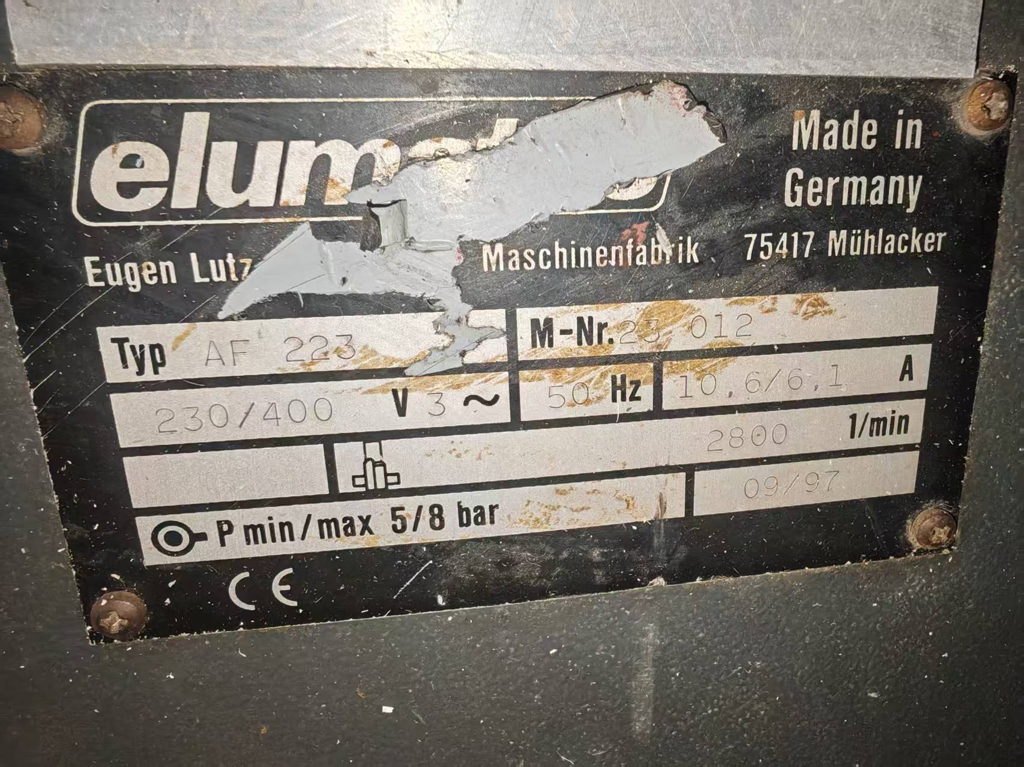 Made in
Germany
Eugen Lutz Maschinenfabrik 75417 Mühlacker
Typ AF 223 M-Nr. 23 012
230/400 V 3 ~ 50 Hz 10,6/6,1 A
2800 1/min
09/97
P min/max 5/8 bar
CE